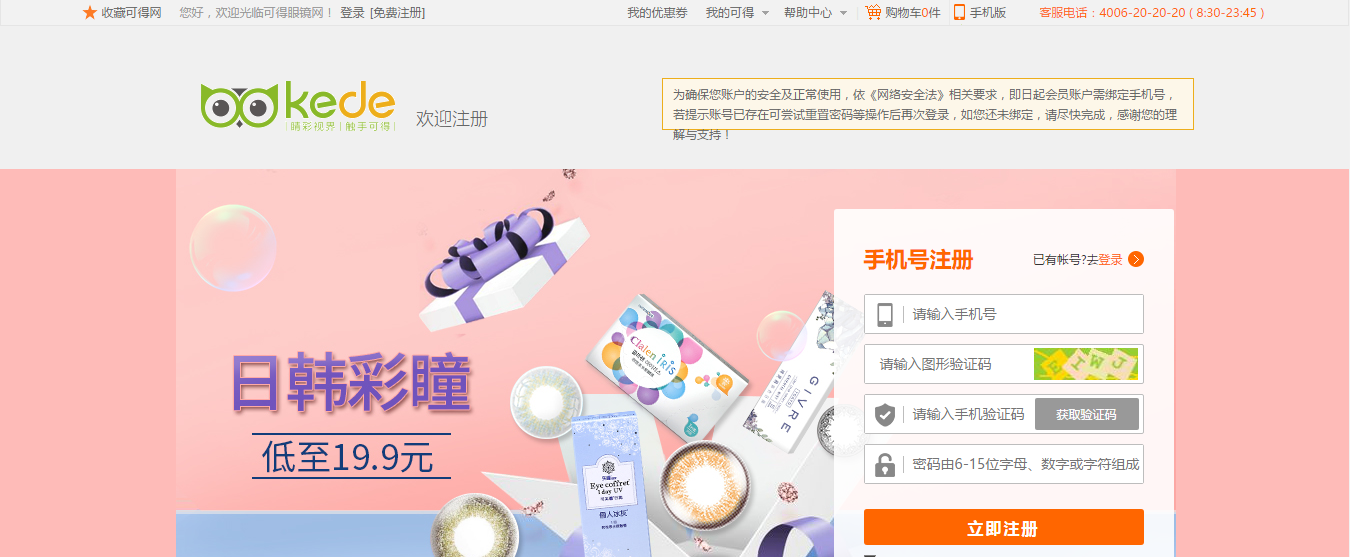 收藏可得网 您好，欢迎光临可得眼镜网！ 登录 [免费注册] 我的优惠券 我的可得 帮助中心 购物车0件 手机版 客服电话：4006-20-20-20 ( 8:30-23:45 )
kede
睛彩视界 | 触手可得
欢迎注册
为确保您账户的安全及正常使用，依《网络安全法》相关要求，即日起会员账户需绑定手机号，
若提示账号已存在可尝试重置密码等操作后再次登录，如您还未绑定，请尽快完成，感谢您的理
解与支持！
日韩彩瞳
低至19.9元
Clalen iRiS
GIVRE
Eye coffret
1 day UV
手机号注册
已有帐号?去登录
请输入手机号
请输入图形验证码
EIWJ
请输入手机验证码
获取验证码
密码由6-15位字母、数字或字符组成
立即注册